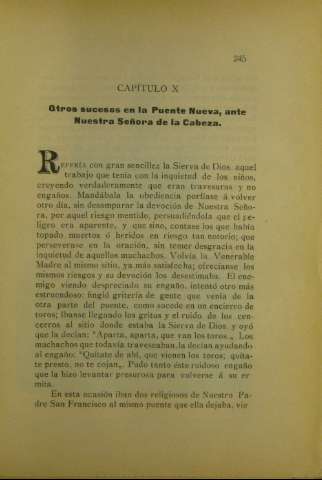 245
CAPITULO X
Otros sucesos en la Puente Nueva, ante
Nuestra Señora de la Cabeza.
REFERÍA con gran sencillez la Sierva de Dios, aquel
trabajo que tenía con la inquietud de los niños,
creyendo verdaderamente que eran travesuras y no
engaños. Mandábala la obediencia porfiase á volver
otro día, sin desamparar la devoción de Nuestra Seño-
ra, por aquel riesgo mentido, persuadiéndola que el pe-
ligro era aparente, y que sino, contase los que había
topado muertos ó heridos en riesgo tan notorio; que
perseverase en la oración, sin temer desgracia en la
inquietud de aquellos muchachos. Volvía la Venerable
Madre al mismo sitio, ya más satisfecha; ofrecíanse los
mismos riesgos y su devoción los desestimaba. El ene-
migo viendo despreciado su engaño, intentó otro más
estruendoso: fingió gritería de gente que venía de la
otra parte del puente, como sucede en un encierro de
toros; íbanse llegando los gritos y el ruido de los cen-
cerros al sitio donde estaba la Sierva de Dios, y oyó
que la decían: "Aparta, aparta, que van los toros„. Los
muchachos que todavía traveseaban, la decían ayudando
al engaño: "Quítate de ahí, que vienen los toros; quíta-
te presto, no te cojan„. Pudo tanto éste ruidoso engaño
que la hizo levantar presurosa para volverse á su er-
mita.
En esta ocasión iban dos religiosos de Nuestro Pa-
dre San Francisco al mismo puente que ella dejaba, vie